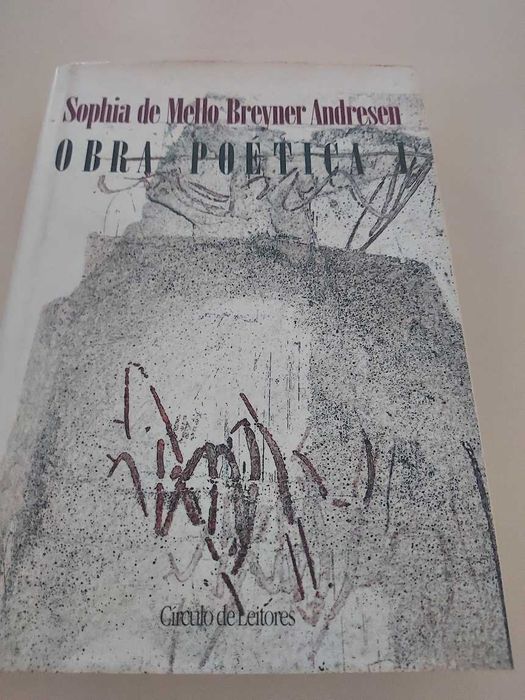 Sophia de Mello Breyner Andresen
OBRA POÉTICA I
Círculo de Leitores